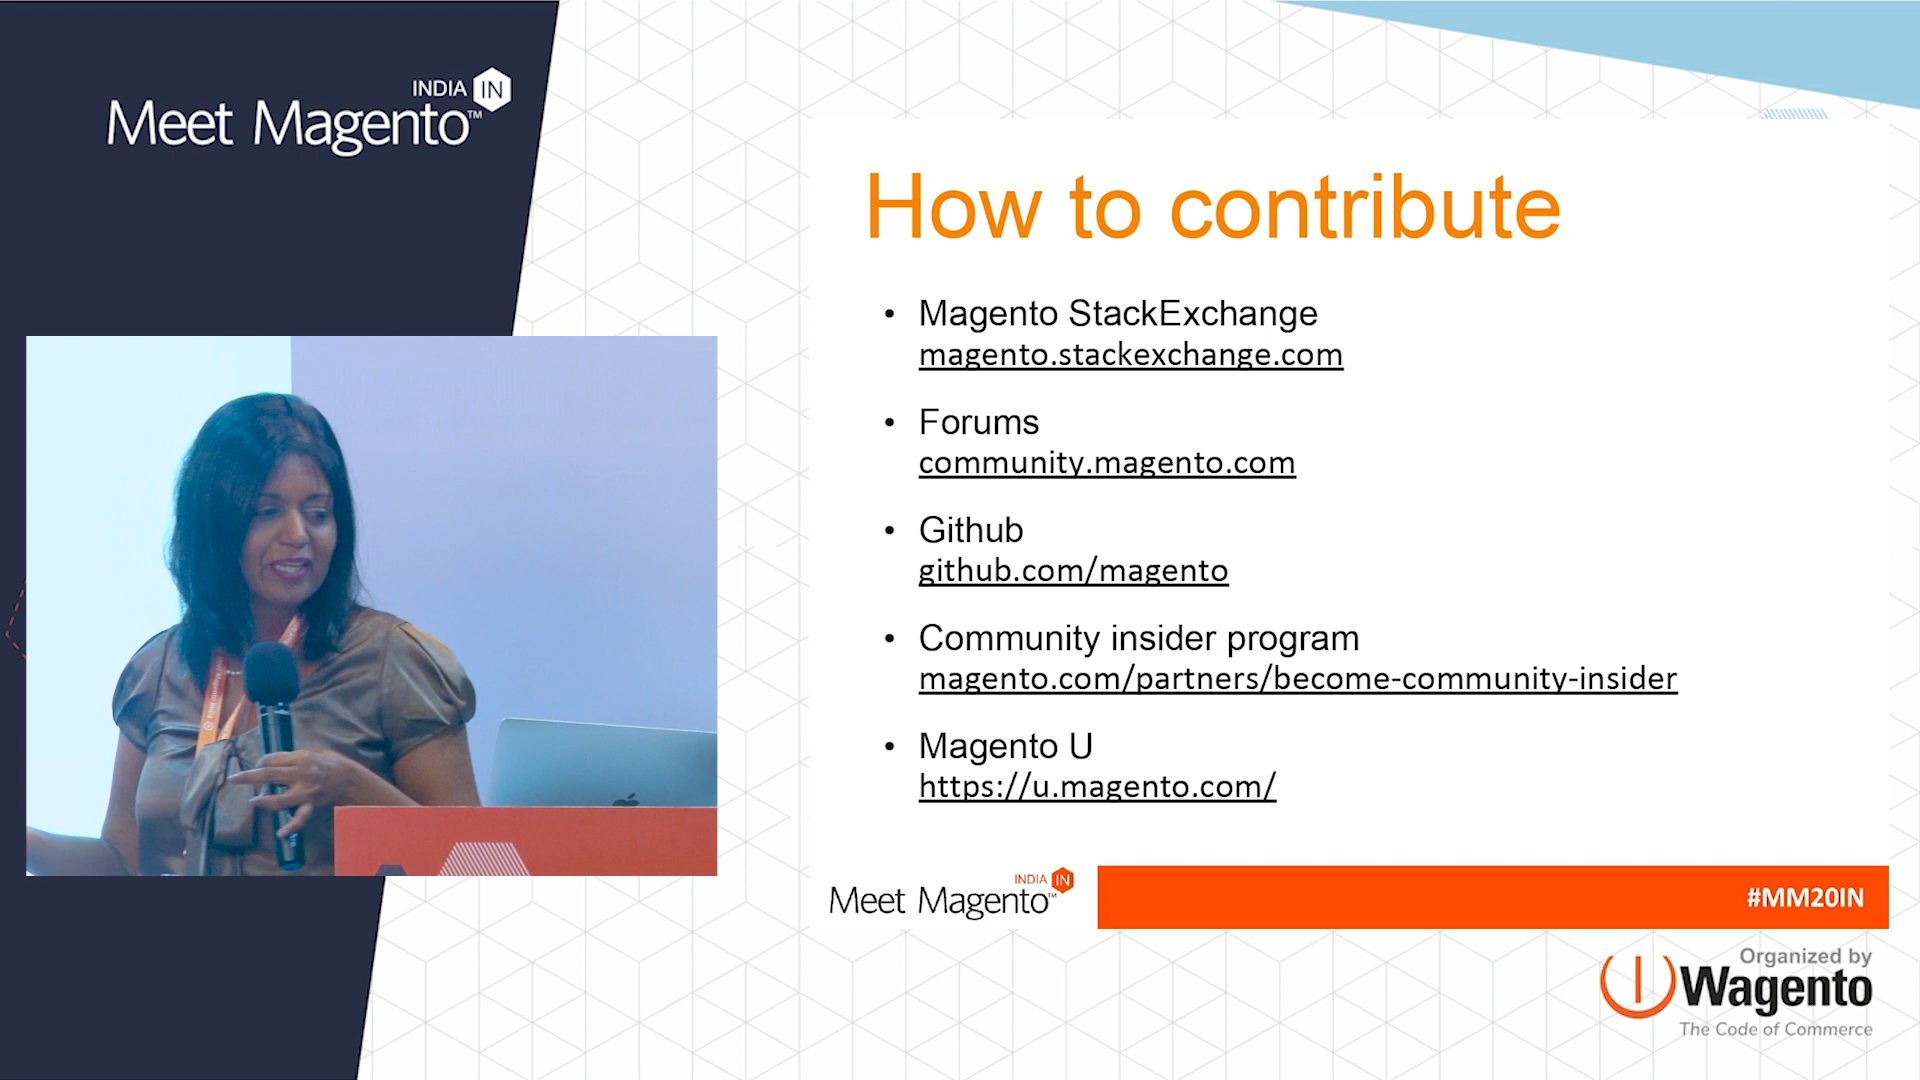 INDIA IN
Meet Magento™
How to contribute
• Magento StackExchange
magento.stackexchange.com
• Forums
community.magento.com
• Github
github.com/magento
• Community insider program
magento.com/partners/become-community-insider
• Magento U
https://u.magento.com/
INDIA IN
Meet Magento™
#MM20IN
Organized by
Wagento
The Code of Commerce